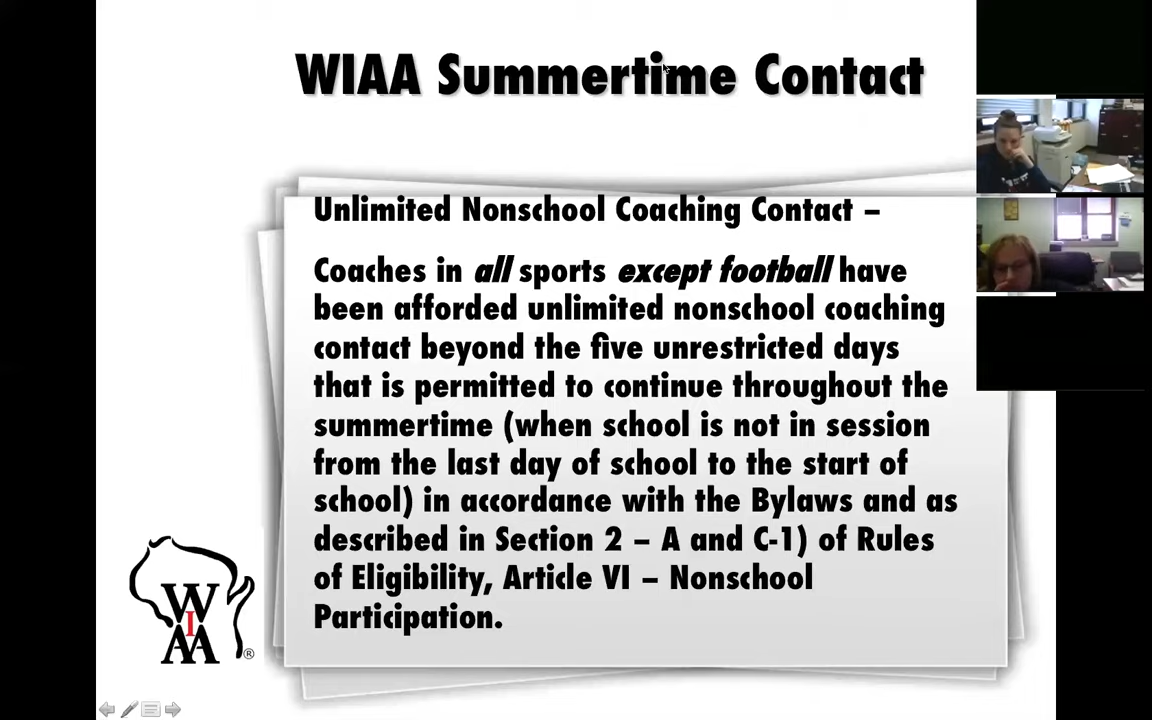 WIAA Summertime Contact
Unlimited Nonschool Coaching Contact –
Coaches in all sports except football have
been afforded unlimited nonschool coaching
contact beyond the five unrestricted days
that is permitted to continue throughout the
summertime (when school is not in session
from the last day of school to the start of
school) in accordance with the Bylaws and as
described in Section 2 – A and C-1) of Rules
of Eligibility, Article VI – Nonschool
Participation.
W
I
AA ®